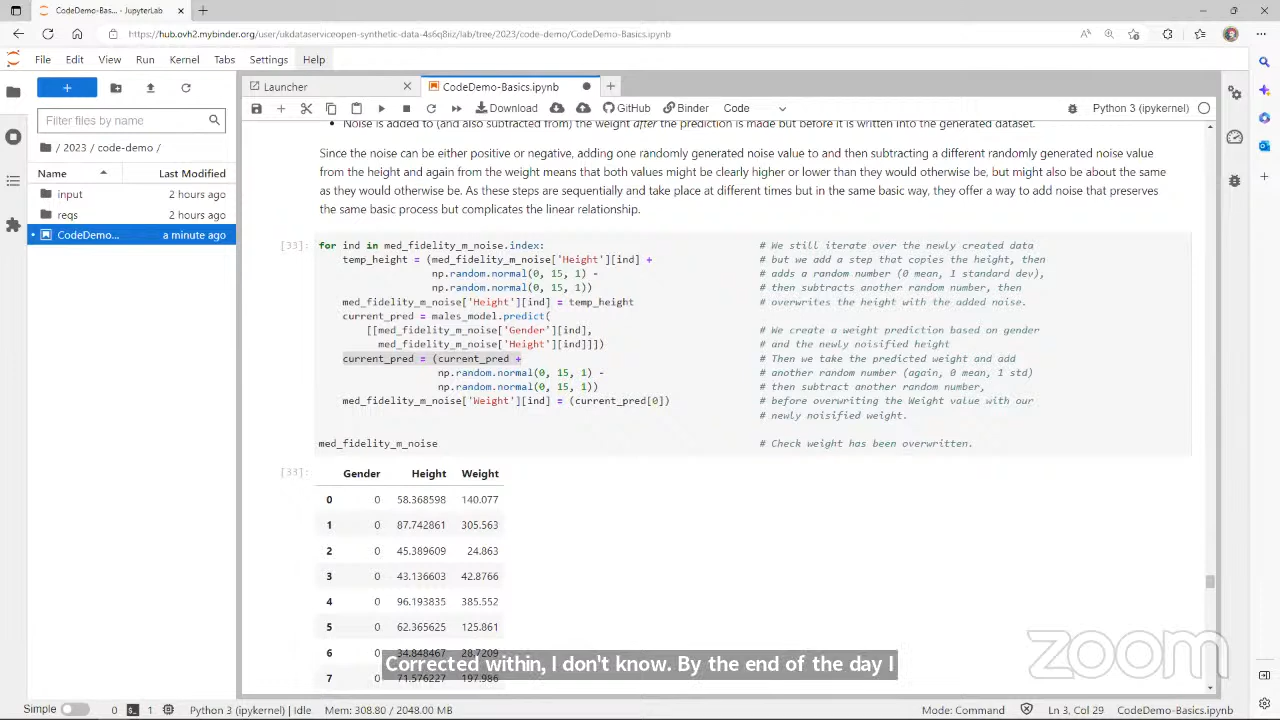 CodeDemo-Bas... - JupyterLab
https://hub.ovh2.mybinder.org/user/ukdataserviceopen-synthetic-data-4s6q8riz/lab/tree/2023/code-demo/CodeDemo-Basics.ipynb
File Edit View Run Kernel Tabs Settings Help
Launcher
CodeDemo-Basics.ipynb
Download GitHub Binder Code Python 3 (ipykernel)
Filter files by name
/ 2023 / code-demo /
Name Last Modified
input 2 hours ago
reqs 2 hours ago
CodeDemo... a minute ago
Noise is added to (and also subtracted from) the weight after the prediction is made but before it is written into the generated dataset.
Since the noise can be either positive or negative, adding one randomly generated noise value to and then subtracting a different randomly generated noise value
from the height and again from the weight means that both values might be clearly higher or lower than they would otherwise be, but might also be about the same
as they would otherwise be. As these steps are sequentially and take place at different times but in the same basic way, they offer a way to add noise that preserves
the same basic process but complicates the linear relationship.
[33]: for ind in med_fidelity_m_noise.index: # We still iterate over the newly created data
temp_height = (med_fidelity_m_noise['Height'][ind] + # but we add a step that copies the height, then
np.random.normal(0, 15, 1) - # adds a random number (0 mean, 1 standard dev),
np.random.normal(0, 15, 1)) # then subtracts another random number, then
med_fidelity_m_noise['Height'][ind] = temp_height # overwrites the height with the added noise.
current_pred = males_model.predict(
[[med_fidelity_m_noise['Gender'][ind], # We create a weight prediction based on gender
med_fidelity_m_noise['Height'][ind]]]) # and the newly noisified height
current_pred = (current_pred + # Then we take the predicted weight and add
np.random.normal(0, 15, 1) - # another random number (again, 0 mean, 1 std)
np.random.normal(0, 15, 1)) # then subtract another random number,
med_fidelity_m_noise['Weight'][ind] = (current_pred[0]) # before overwriting the Weight value with our
# newly noisified weight.
med_fidelity_m_noise # Check weight has been overwritten.
[33]: Gender Height Weight
0 0 58.368598 140.077
1 0 87.742861 305.563
2 0 45.389609 24.863
3 0 43.136603 42.8766
4 0 96.193835 385.552
5 0 62.365625 125.861
6 0 34.848467 28.7209
7 0 71.576227 197.986
Corrected within, I don't know. By the end of the day I
zoom
Simple 0 1 Python 3 (ipykernel) | Idle Mem: 308.80 / 2048.00 MB Mode: Command Ln 3, Col 29 CodeDemo-Basics.ipynb